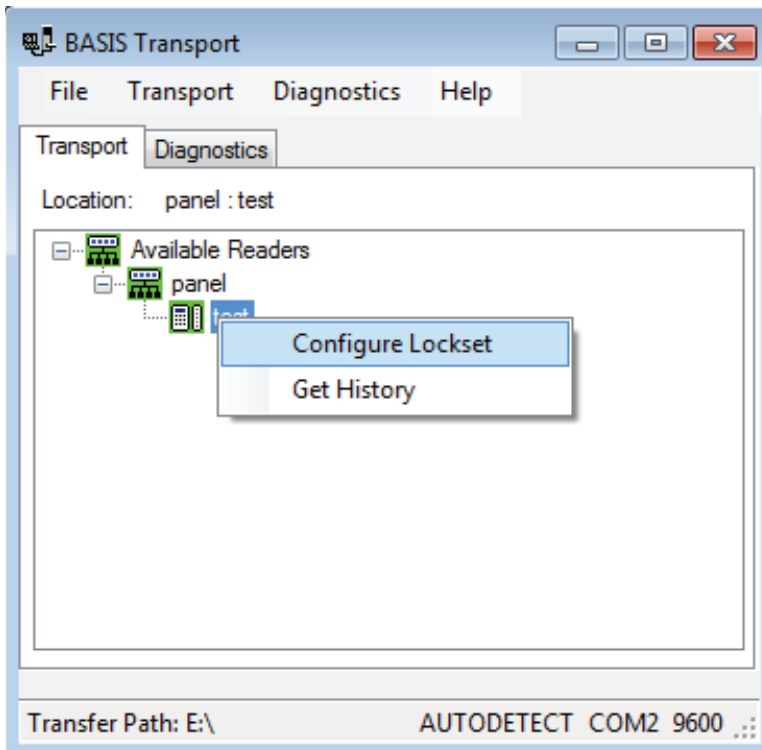 BASIS Transport
File Transport Diagnostics Help
Transport Diagnostics
Location: panel : test
Available Readers
panel
test
Configure Lockset
Get History
Transfer Path: E:\ AUTODETECT COM2 9600